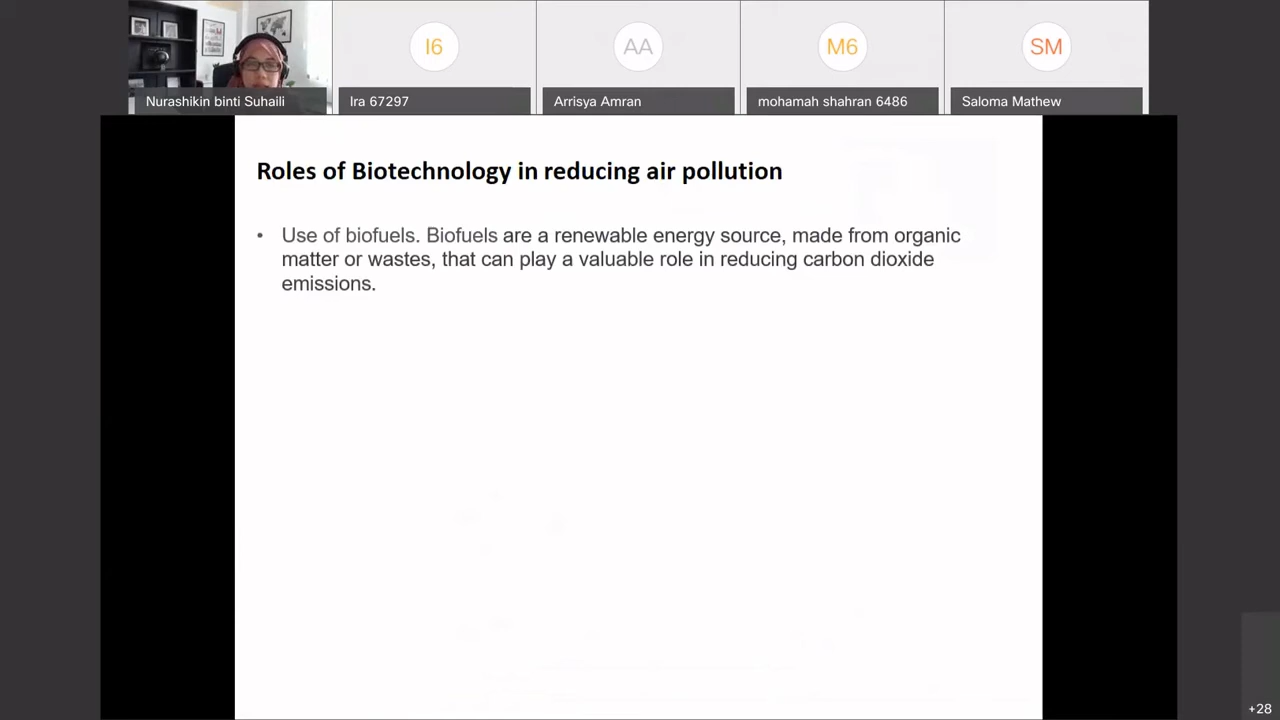 I6
AA
M6
SM
Nurashikin binti Suhaili
Ira 67297
Arrisya Amran
mohamah shahran 6486
Saloma Mathew
Roles of Biotechnology in reducing air pollution
• Use of biofuels. Biofuels are a renewable energy source, made from organic
matter or wastes, that can play a valuable role in reducing carbon dioxide
emissions.
+28